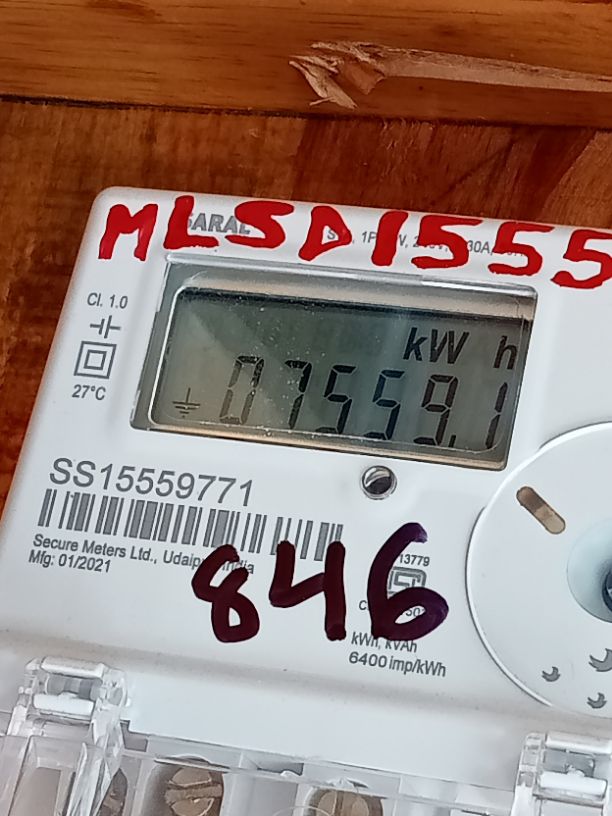 MLSD1555
SARAL
Cl. 1.0
27°C
kW h
07559.1
SS15559771
Secure Meters Ltd., Udaipur, India
Mfg: 01/2021
846
13779
kWh, kVAh
6400 imp/kWh